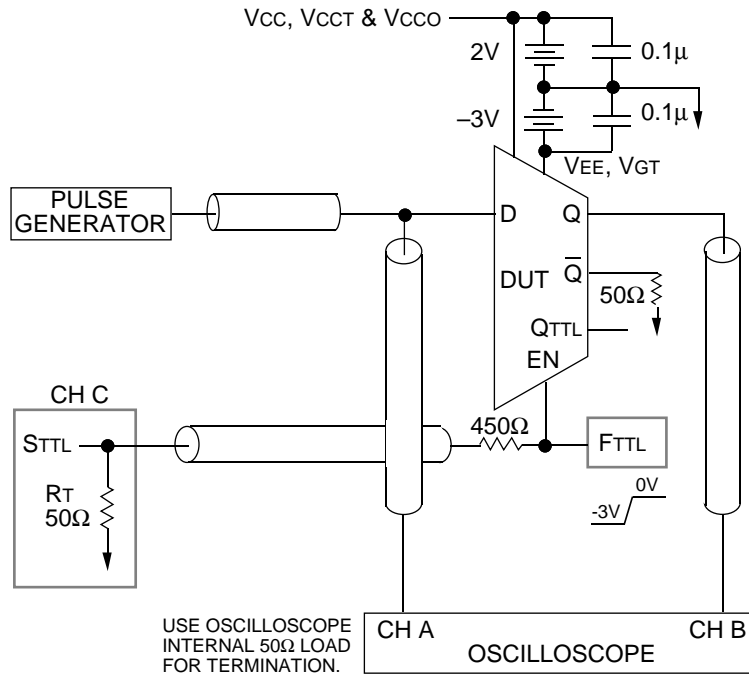 VCC, VCCT & VCCO
2V
0.1µ
–3V
0.1µ
VEE, VGT
PULSE
GENERATOR
D
Q
DUT
Q̅
50Ω
QTTL
EN
CH C
450Ω
STTL
FTTL
RT
50Ω
0V
-3V
USE OSCILLOSCOPE
INTERNAL 50Ω LOAD
FOR TERMINATION.
CH A
CH B
OSCILLOSCOPE